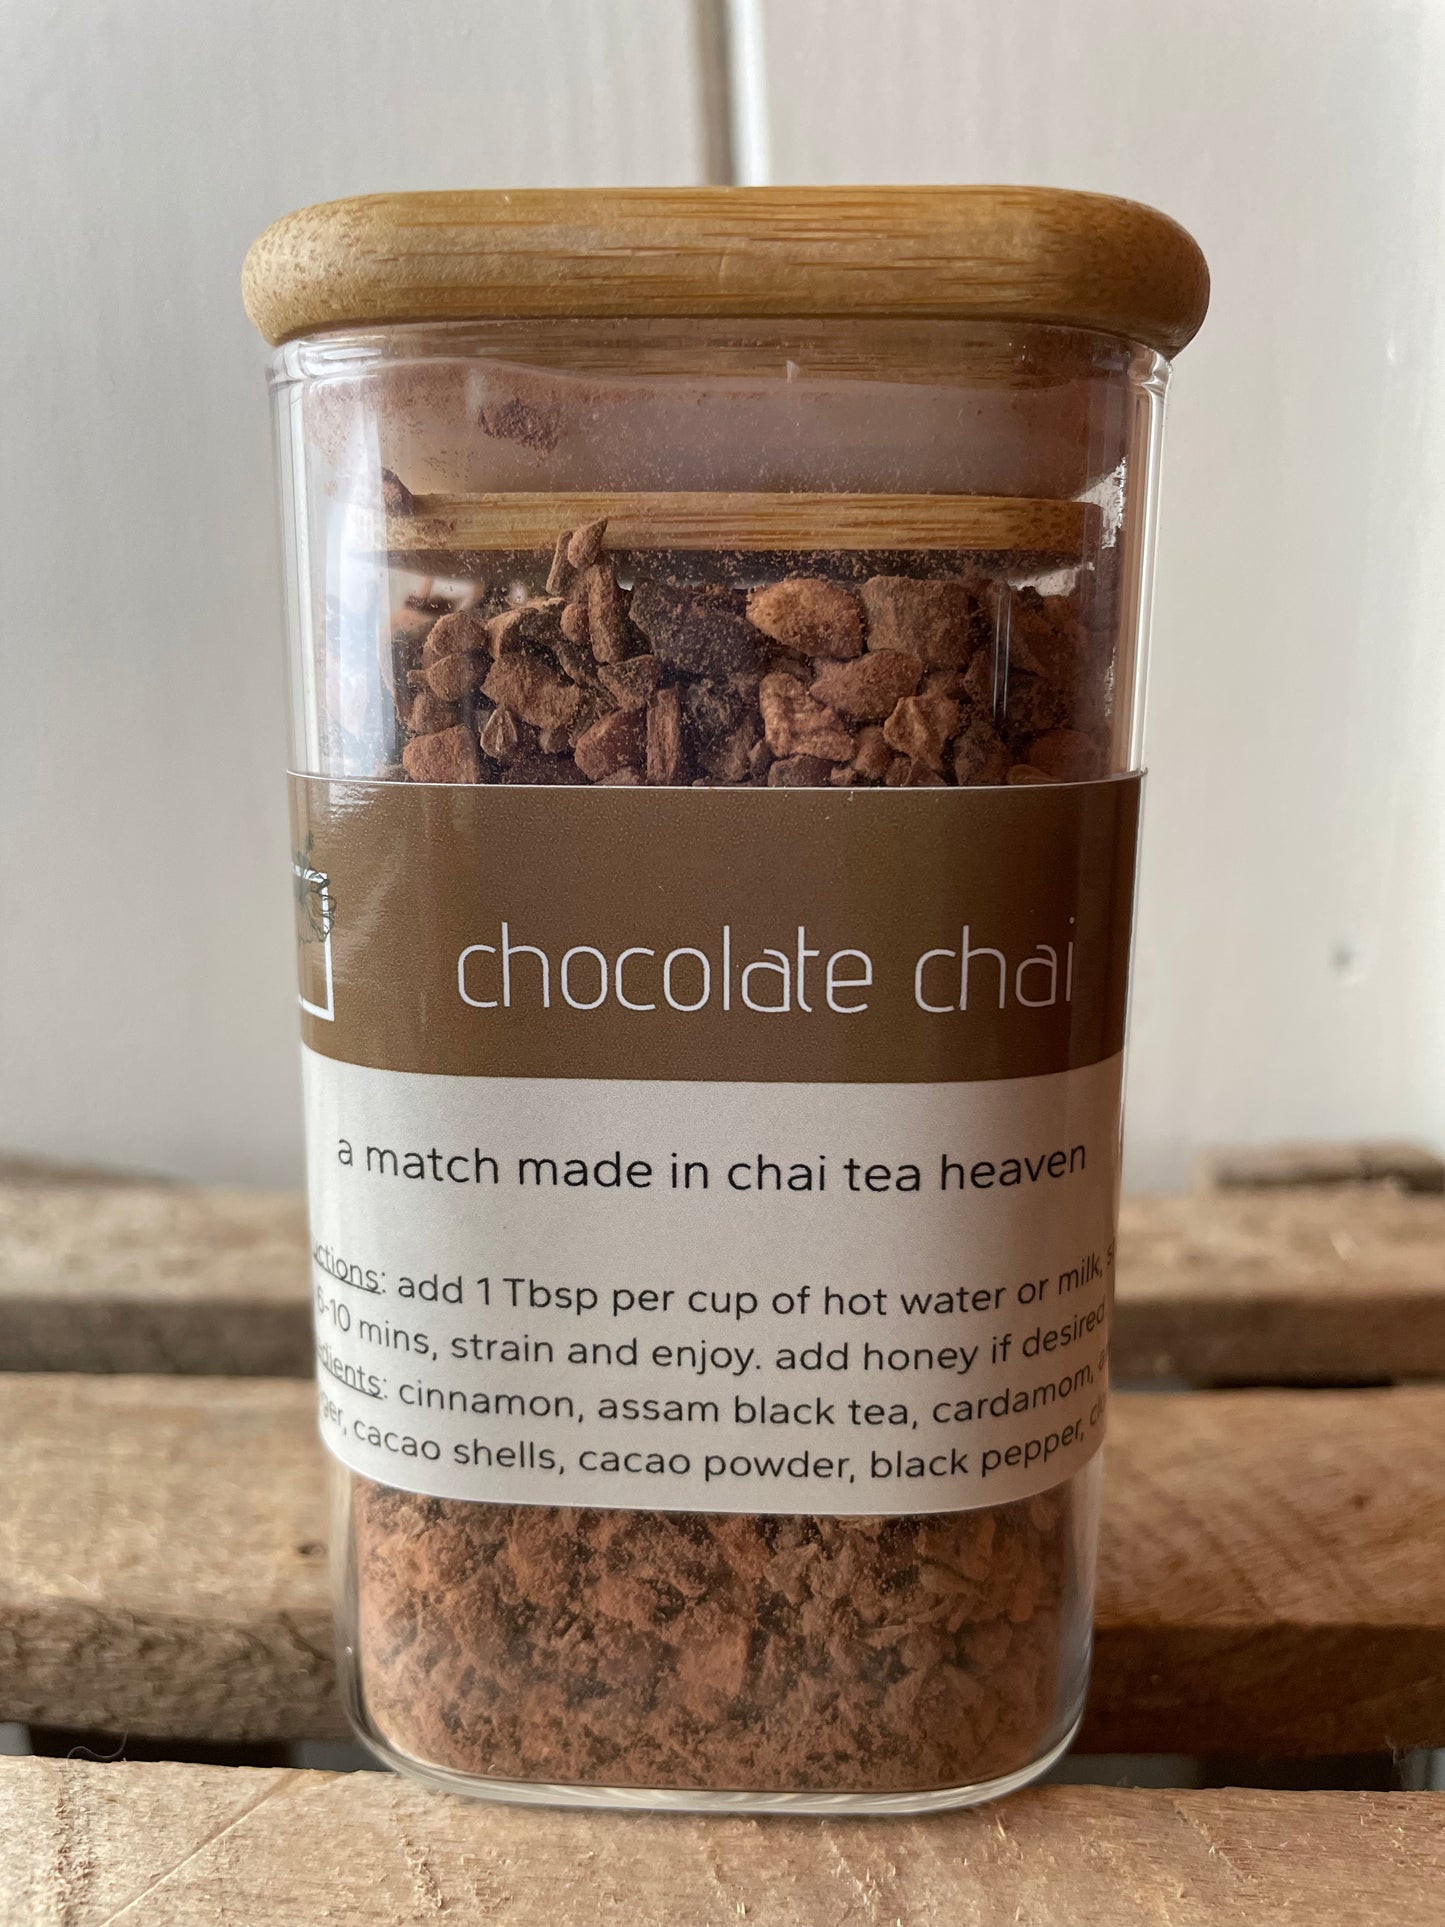 chocolate chai
a match made in chai tea heaven
add 1 Tbsp per cup of hot water or milk,
6-10 mins, strain and enjoy. add honey if desired
cinnamon, assam black tea, cardamom,
cacao shells, cacao powder, black pepper,